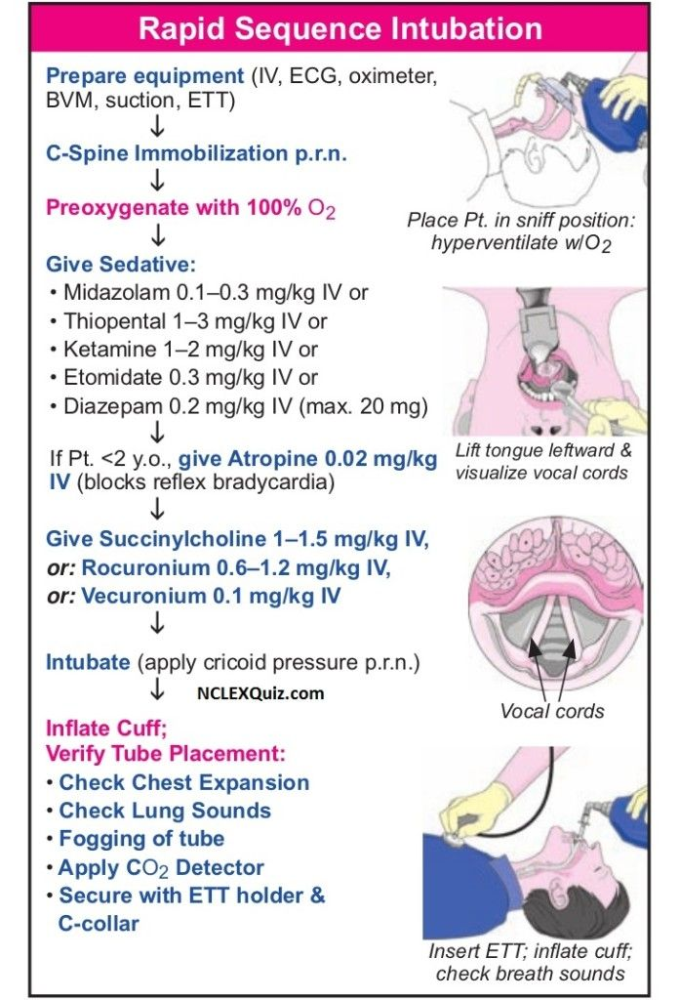 Rapid Sequence Intubation
Prepare equipment (IV, ECG, oximeter,
BVM, suction, ETT)
↓
C-Spine Immobilization p.r.n.
↓
Preoxygenate with 100% O2
↓
Give Sedative:
• Midazolam 0.1–0.3 mg/kg IV or
• Thiopental 1–3 mg/kg IV or
• Ketamine 1–2 mg/kg IV or
• Etomidate 0.3 mg/kg IV or
• Diazepam 0.2 mg/kg IV (max. 20 mg)
↓
If Pt. <2 y.o., give Atropine 0.02 mg/kg
IV (blocks reflex bradycardia)
↓
Give Succinylcholine 1–1.5 mg/kg IV,
or: Rocuronium 0.6–1.2 mg/kg IV,
or: Vecuronium 0.1 mg/kg IV
↓
Intubate (apply cricoid pressure p.r.n.)
↓
NCLEXQuiz.com
Inflate Cuff;
Verify Tube Placement:
• Check Chest Expansion
• Check Lung Sounds
• Fogging of tube
• Apply CO2 Detector
• Secure with ETT holder &
C-collar
Place Pt. in sniff position:
hyperventilate w/O2
Lift tongue leftward &
visualize vocal cords
Vocal cords
Insert ETT; inflate cuff;
check breath sounds